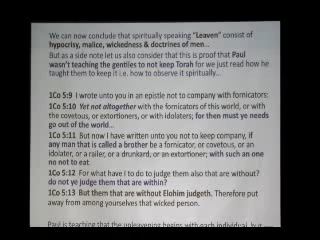 We can now conclude that spiritually speaking "Leaven" consist of
hypocrisy, malice, wickedness & doctrines of men...
But as a side note let us also consider that this is proof that Paul
wasn't teaching the gentiles to not keep Torah for we just read how he
taught them to keep it i.e. how to observe it spiritually...
1Co 5:9 I wrote unto you in an epistle not to company with fornicators:
1Co 5:10 Yet not altogether with the fornicators of this world, or with
the covetous, or extortioners, or with idolaters; for then must ye needs
go out of the world...
1Co 5:11 But now I have written unto you not to keep company, if
any man that is called a brother be a fornicator, or covetous, or an
idolater, or a railer, or a drunkard, or an extortioner; with such an one
no not to eat.
1Co 5:12 For what have I to do to judge them also that are without?
do not ye judge them that are within?
1Co 5:13 But them that are without Elohim judgeth. Therefore put
away from among yourselves that wicked person.
Paul is teaching that the unleavening begins with each individual, but